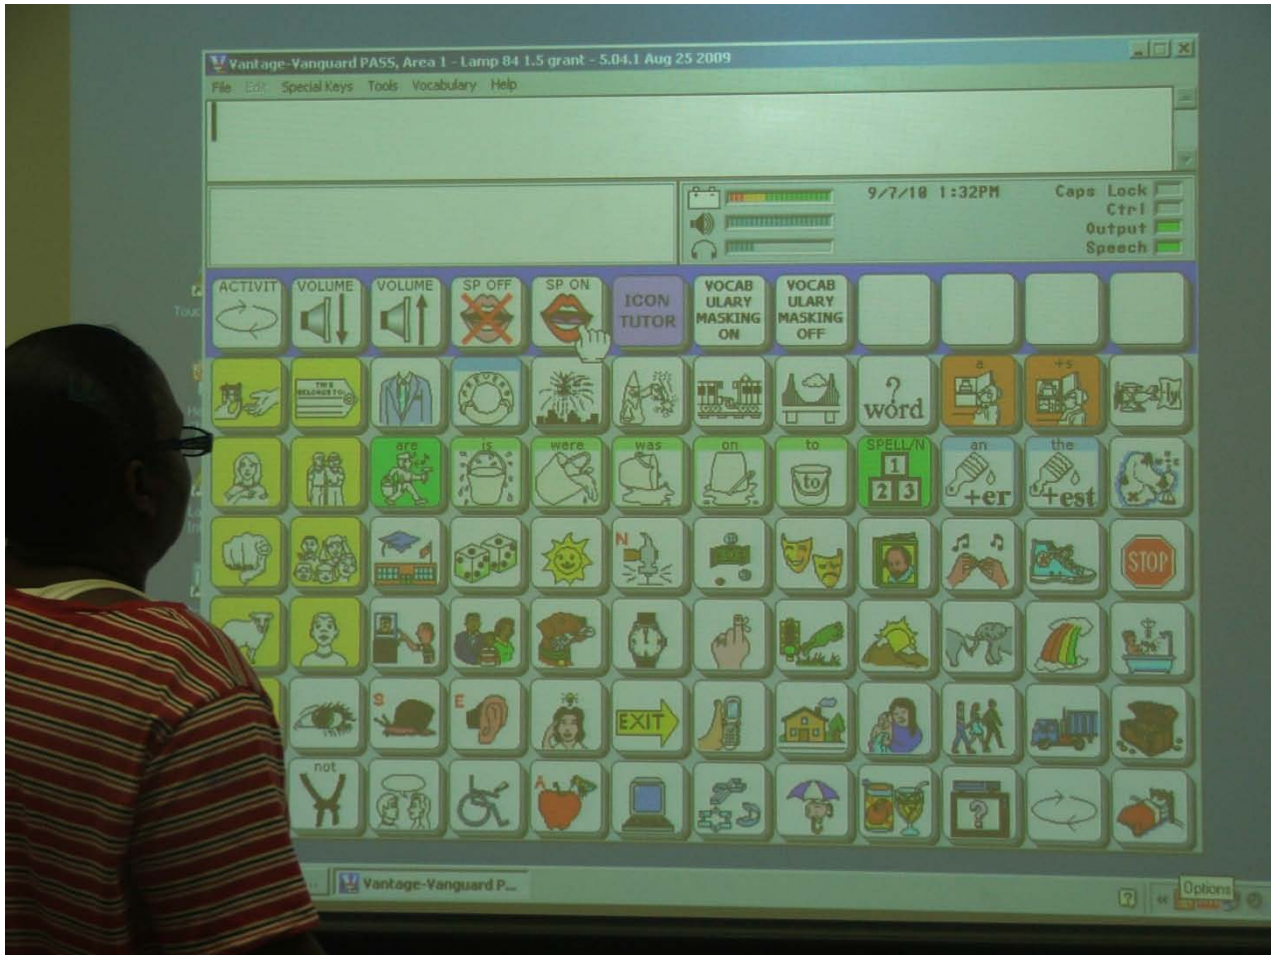 Vantage-Vanguard PASS, Area 1 - Lamp 84 1.5 grant - 5.04.1 Aug 25 2009
File Edit Special Keys Tools Vocabulary Help
9/7/10 1:32PM
Caps Lock
Ctrl
Output
Speech
ACTIVIT
VOLUME
VOLUME
SP OFF
SP ON
ICON
TUTOR
VOCAB
ULARY
MASKING
ON
VOCAB
ULARY
MASKING
OFF
THIS
BELONGS TO:
?
word
a
+s
are
is
were
was
on
to
to
SPELL/N
1
2 3
an
+er
the
+est
N
STOP
S
E
EXIT
not
A
?
Vantage-Vanguard P...
?
«
Options